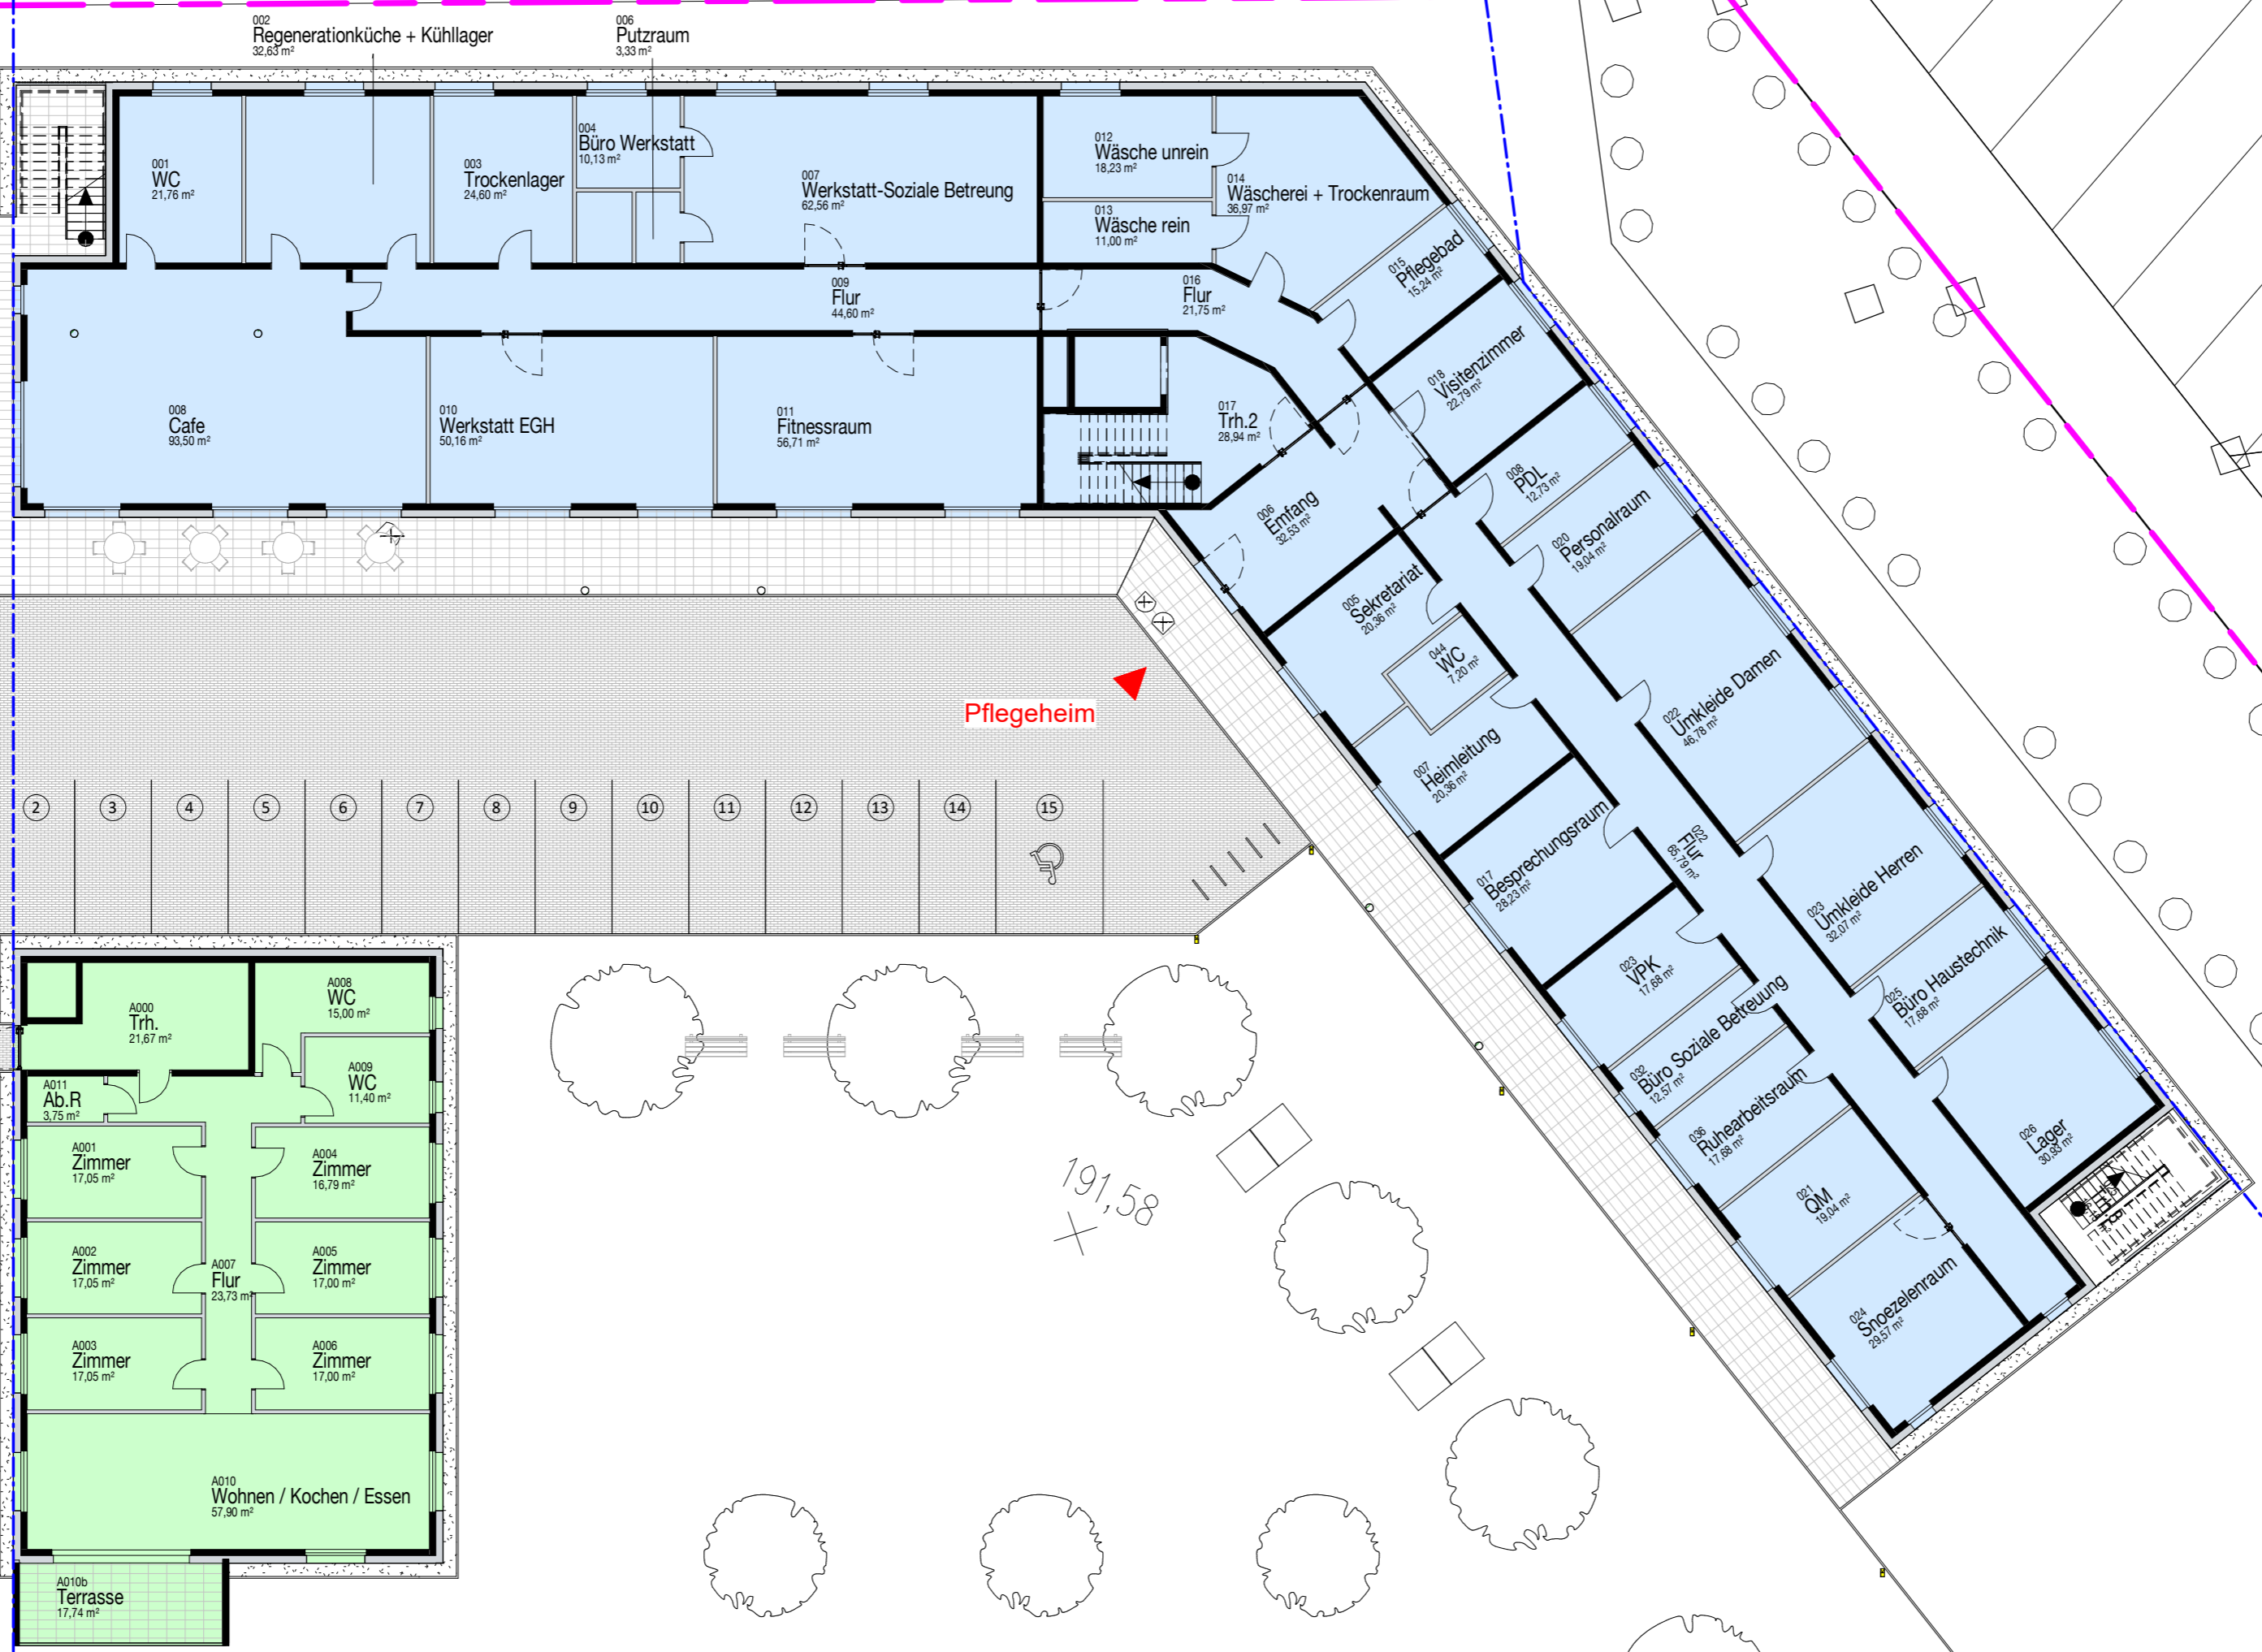 002
Regenerationküche + Kühllager
32,63 m²
006
Putzraum
3,33 m²
001
WC
21,76 m²
003
Trockenlager
24,60 m²
004
Büro Werkstatt
10,13 m²
007
Werkstatt-Soziale Betreung
62,56 m²
012
Wäsche unrein
18,23 m²
013
Wäsche rein
11,00 m²
014
Wäscherei + Trockenraum
36,97 m²
015
Pflegebad
15,24 m²
009
Flur
44,60 m²
016
Flur
21,75 m²
018
Visitenzimmer
22,79 m²
008
Cafe
93,50 m²
010
Werkstatt EGH
50,16 m²
011
Fitnessraum
56,71 m²
017
Trh.2
28,94 m²
008
PDL
12,73 m²
006
Emfang
32,53 m²
020
Personalraum
19,04 m²
005
Sekretariat
20,36 m²
044
WC
7,20 m²
022
Umkleide Damen
46,78 m²
Pflegeheim
007
Heimleitung
20,36 m²
2
3
4
5
6
7
8
9
10
11
12
13
14
15
017
Besprechungsraum
28,23 m²
Flur
65,79 m²
023
Umkleide Herren
32,07 m²
023
VPK
17,68 m²
025
Büro Haustechnik
17,68 m²
032
Büro Soziale Betreuung
12,57 m²
036
Ruhearbeitsraum
17,68 m²
026
Lager
30,93 m²
021
QM
19,04 m²
024
Snoezelenraum
29,57 m²
191,58
A000
Trh.
21,67 m²
A008
WC
15,00 m²
A009
WC
11,40 m²
A011
Ab.R
3,75 m²
A001
Zimmer
17,05 m²
A004
Zimmer
16,79 m²
A002
Zimmer
17,05 m²
A005
Zimmer
17,00 m²
A007
Flur
23,73 m²
A003
Zimmer
17,05 m²
A006
Zimmer
17,00 m²
A010
Wohnen / Kochen / Essen
57,90 m²
A010b
Terrasse
17,74 m²